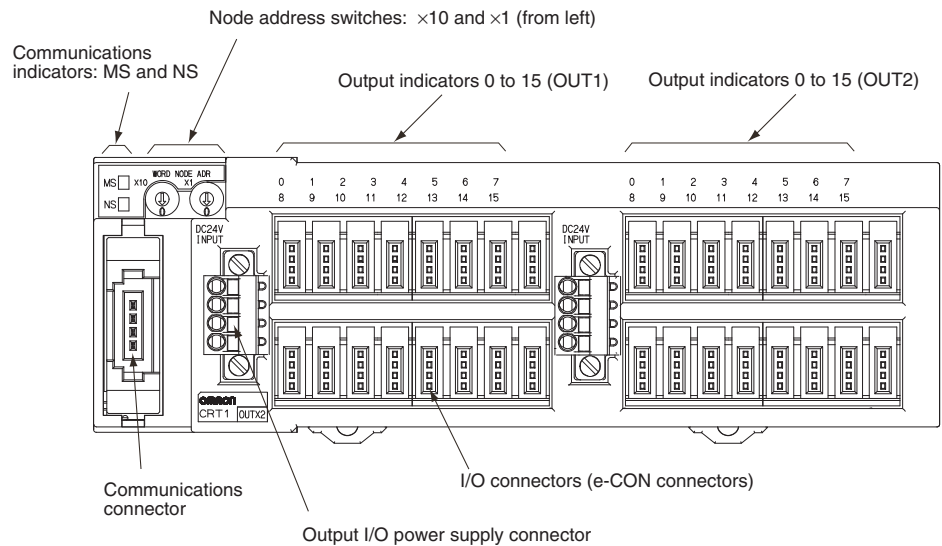 Node address switches: ×10 and ×1 (from left)
Communications
indicators: MS and NS
Output indicators 0 to 15 (OUT1)
Output indicators 0 to 15 (OUT2)
MS
X10
WORD NODE ADR
X1
NS
0
0
0 1 2 3 4 5 6 7
8 9 10 11 12 13 14 15
0 1 2 3 4 5 6 7
8 9 10 11 12 13 14 15
DC24V
INPUT
DC24V
INPUT
OMRON
CRT1 OUTX2
Communications
connector
I/O connectors (e-CON connectors)
Output I/O power supply connector